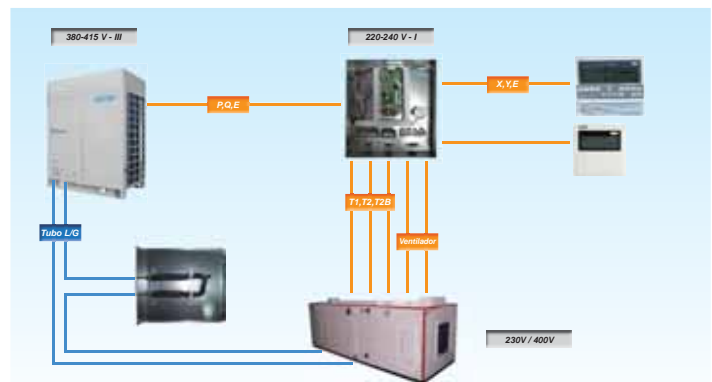 380-415 V - III
220-240 V - I
P,Q,E
X,Y,E
T1,T2,T2B
Tubo L/G
Ventilador
230V / 400V